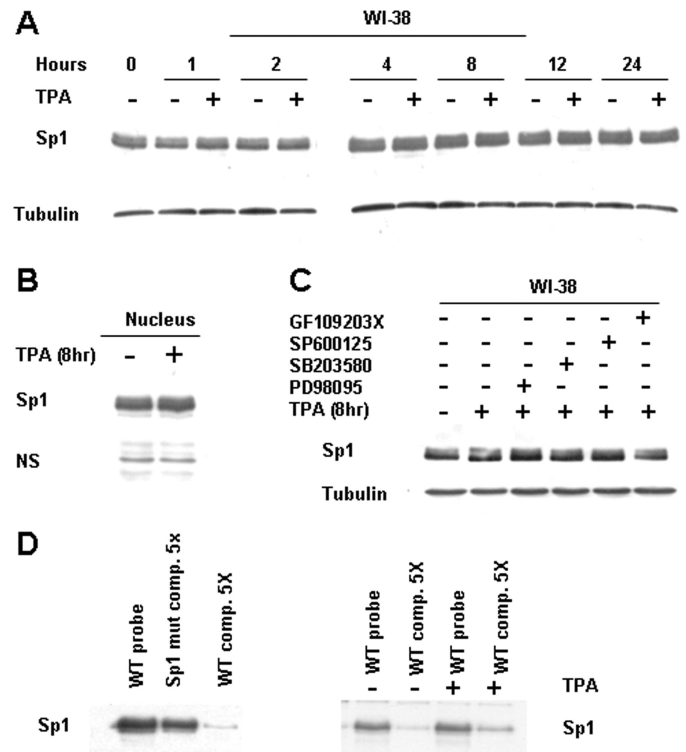 A
WI-38
Hours 0 1 2 4 8 12 24
TPA - - + - + - + - + - + - +
Sp1
Tubulin
B
Nucleus
TPA (8hr) - +
Sp1
NS
C
WI-38
GF109203X - - - - - +
SP600125 - - - - + -
SB203580 - - - + - -
PD98095 - - + - - -
TPA (8hr) - + + + + +
Sp1
Tubulin
D
WT probe
Sp1 mut comp. 5x
WT comp. 5X
Sp1
WT probe
WT comp. 5X
WT probe
WT comp. 5X
- - + + TPA
Sp1